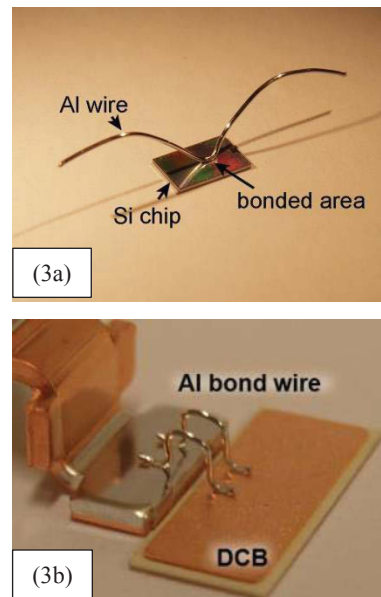 Al wire
Si chip
bonded area
(3a)
Al bond wire
DCB
(3b)